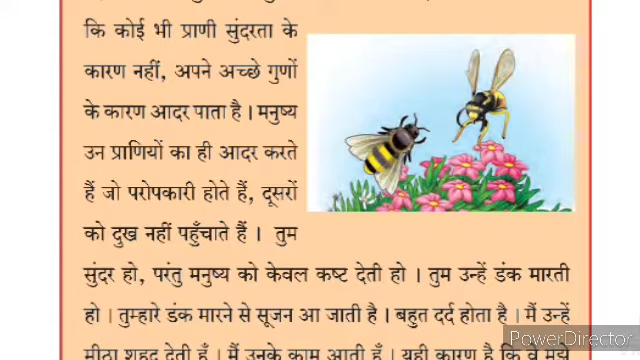 कि कोई भी प्राणी सुंदरता के
कारण नहीं, अपने अच्छे गुणों
के कारण आदर पाता है। मनुष्य
उन प्राणियों का ही आदर करते
हैं जो परोपकारी होते हैं, दूसरों
को दुख नहीं पहुँचाते हैं। तुम
सुंदर हो, परंतु मनुष्य को केवल कष्ट देती हो। तुम उन्हें डंक मारती
हो। तुम्हारे डंक मारने से सूजन आ जाती है। बहुत दर्द होता है। मैं उन्हें
मीठा शहद देती हूँ। मैं उनके काम आती हूँ। यही कारण है कि वे
PowerDirector